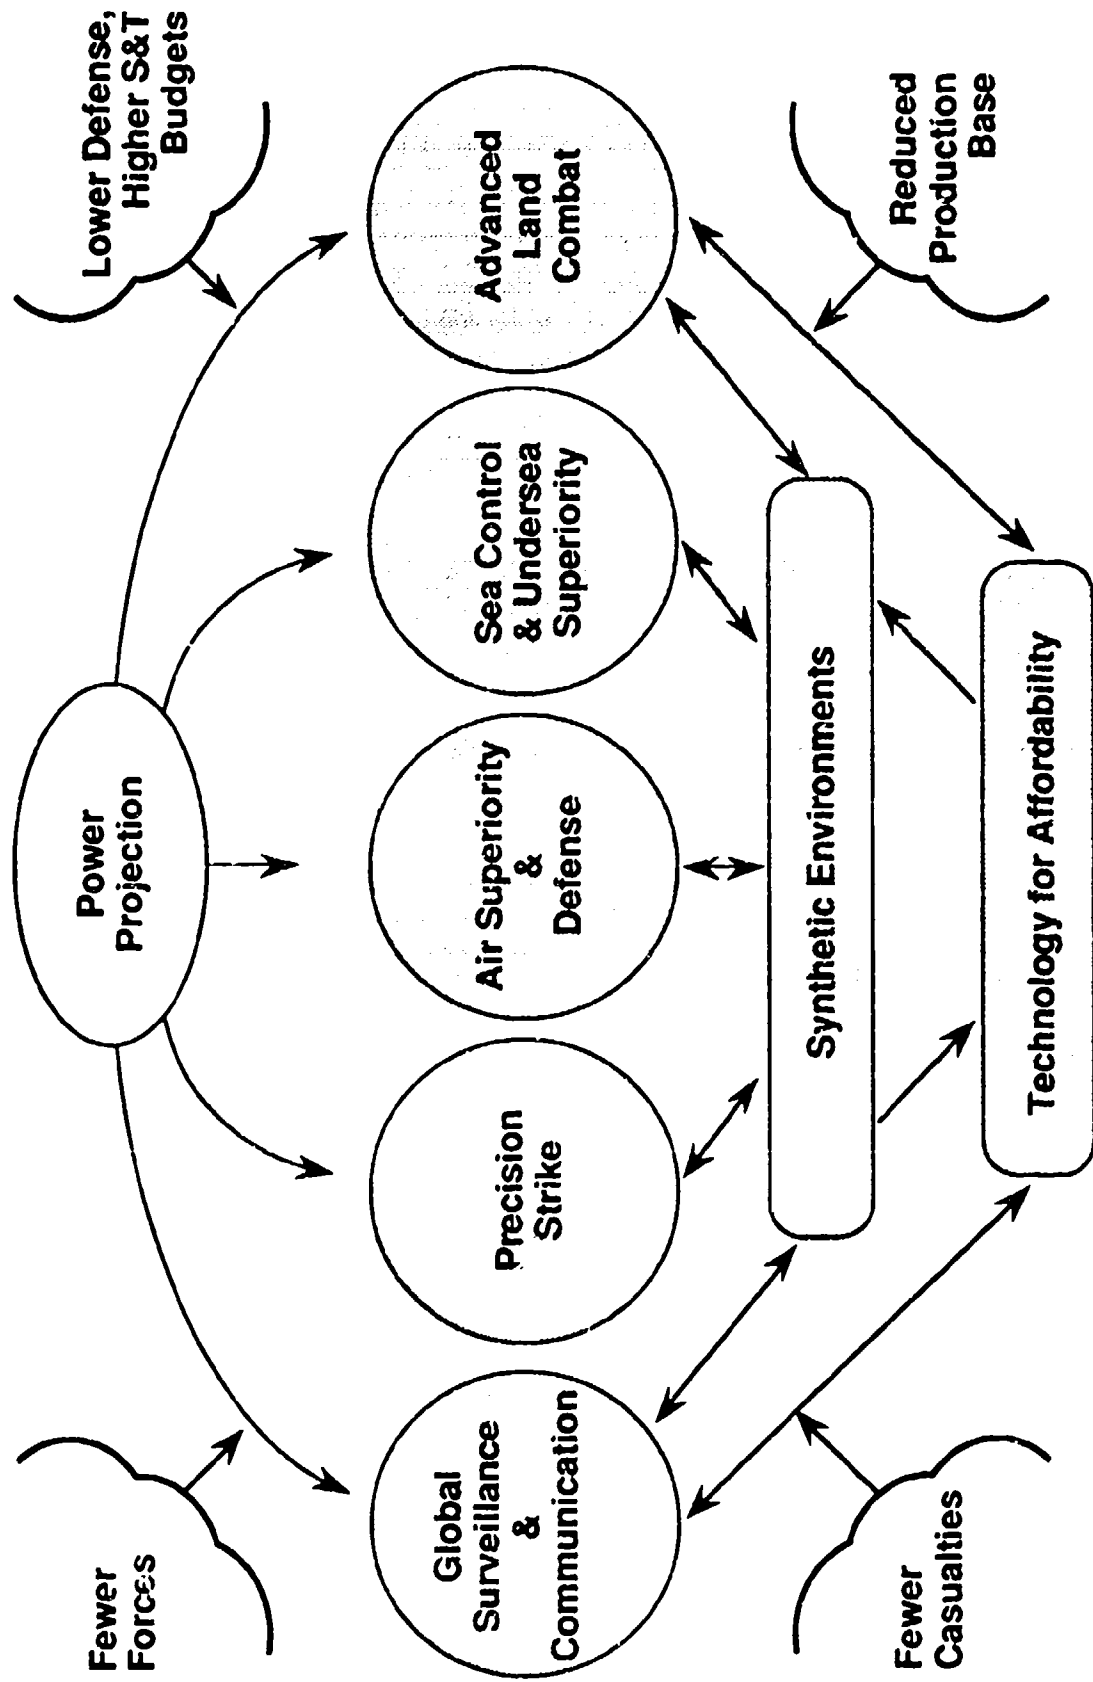 Fewer
Forces
Power
Projection
Lower Defense,
Higher S&T
Budgets
Global
Surveillance
&
Communication
Precision
Strike
Air Superiority
&
Defense
Sea Control
& Undersea
Superiority
Advanced
Land
Combat
Synthetic Environments
Fewer
Casualties
Technology for Affordability
Reduced
Production
Base